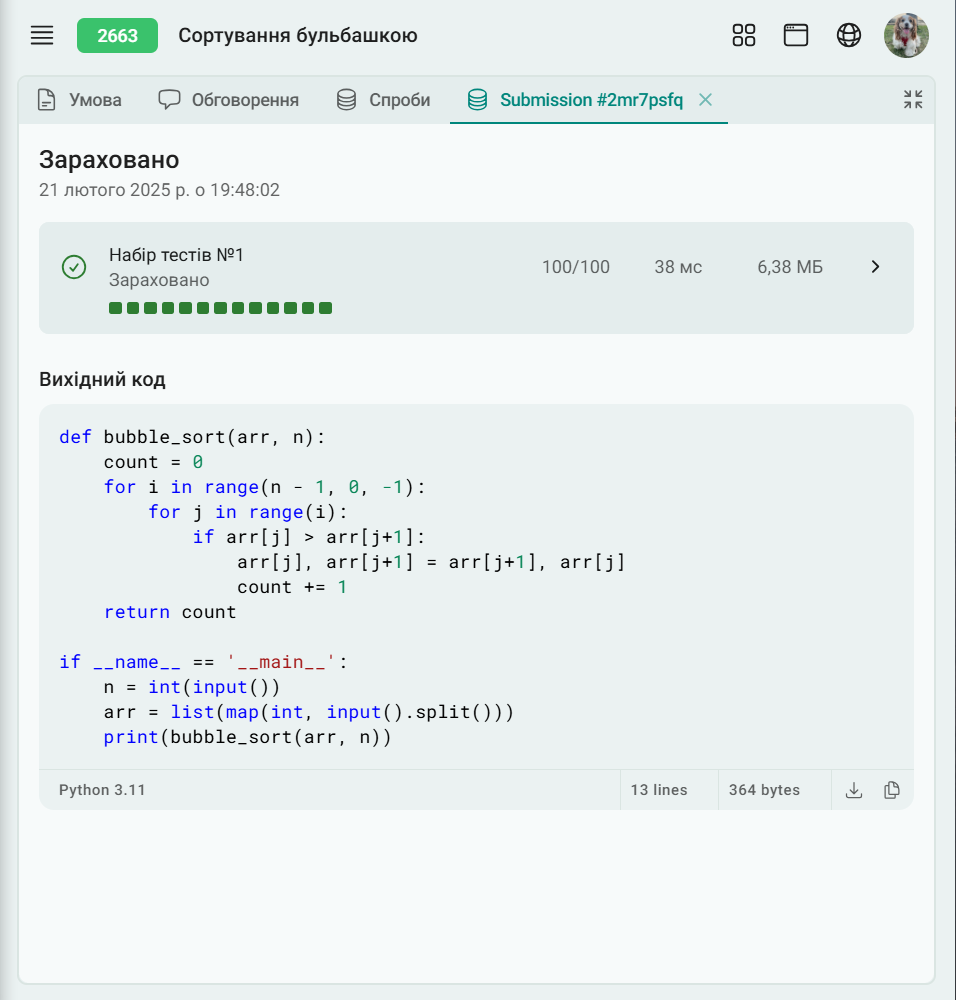 2663 Сортування бульбашкою
Умова Обговорення Спроби Submission #2mr7psfq
Зараховано
21 лютого 2025 р. о 19:48:02
Набір тестів №1
Зараховано
100/100 38 мс 6,38 МБ
Вихідний код
def bubble_sort(arr, n):
    count = 0
    for i in range(n - 1, 0, -1):
        for j in range(i):
            if arr[j] > arr[j+1]:
                arr[j], arr[j+1] = arr[j+1], arr[j]
                count += 1
    return count

if __name__ == '__main__':
    n = int(input())
    arr = list(map(int, input().split()))
    print(bubble_sort(arr, n))
Python 3.11 13 lines 364 bytes